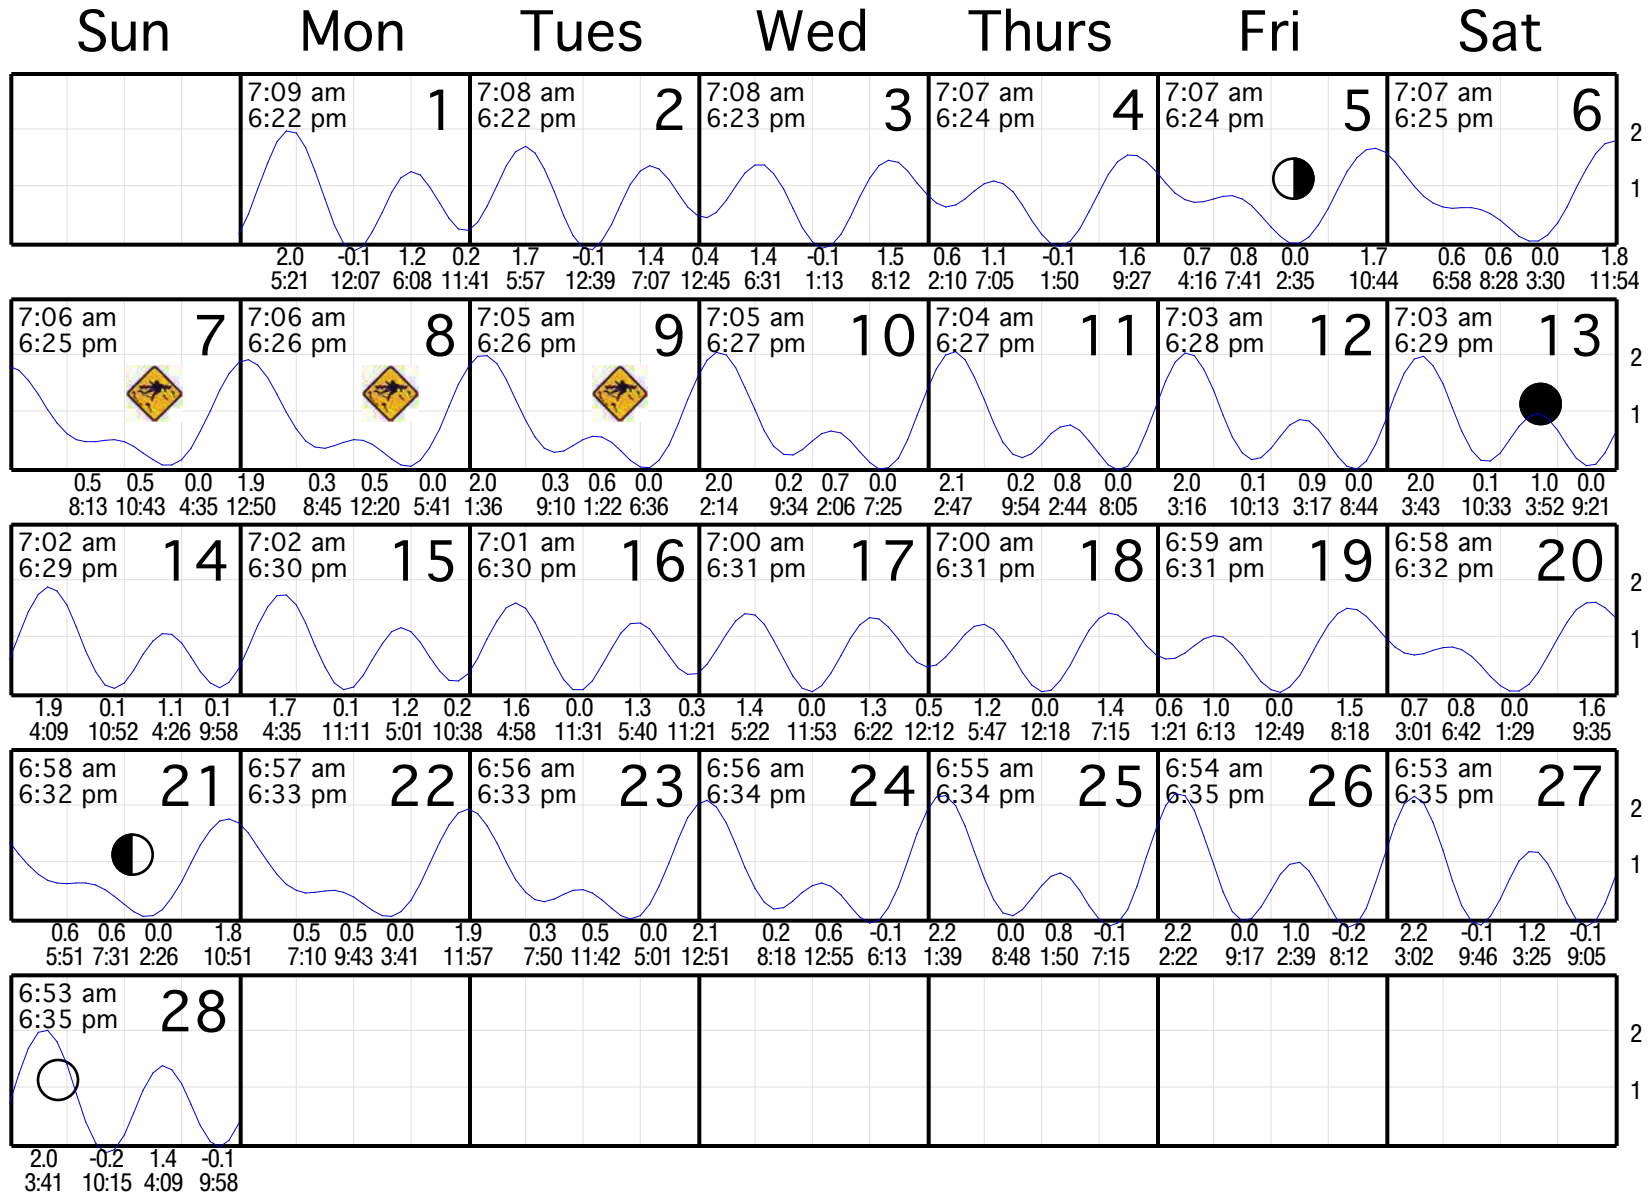 Sun Mon Tues Wed Thurs Fri Sat
7:09 am 7:08 am 7:08 am 7:07 am 7:07 am 7:07 am
6:22 pm 1 6:22 pm 2 6:23 pm 3 6:24 pm 4 6:24 pm 5 6:25 pm 6
2
1
2.0 -0.1 1.2 0.2 1.7 -0.1 1.4 0.4 1.4 -0.1 1.5 0.6 1.1 -0.1 1.6 0.7 0.8 0.0 1.7 0.6 0.6 0.0 1.8
5:21 12:07 6:08 11:41 5:57 12:39 7:07 12:45 6:31 1:13 8:12 2:10 7:05 1:50 9:27 4:16 7:41 2:35 10:44 6:58 8:28 3:30 11:54
7:06 am 7:06 am 7:05 am 7:05 am 7:04 am 7:03 am 7:03 am
6:25 pm 7 6:26 pm 8 6:26 pm 9 6:27 pm 10 6:27 pm 11 6:28 pm 12 6:29 pm 13
2
1
0.5 0.5 0.0 1.9 0.3 0.5 0.0 2.0 0.3 0.6 0.0 2.0 0.2 0.7 0.0 2.1 0.2 0.8 0.0 2.0 0.1 0.9 0.0 2.0 0.1 1.0 0.0
8:13 10:43 4:35 12:50 8:45 12:20 5:41 1:36 9:10 1:22 6:36 2:14 9:34 2:06 7:25 2:47 9:54 2:44 8:05 3:16 10:13 3:17 8:44 3:43 10:33 3:52 9:21
7:02 am 7:02 am 7:01 am 7:00 am 7:00 am 6:59 am 6:58 am
6:29 pm 14 6:30 pm 15 6:30 pm 16 6:31 pm 17 6:31 pm 18 6:31 pm 19 6:32 pm 20
2
1
1.9 0.1 1.1 0.1 1.7 0.1 1.2 0.2 1.6 0.0 1.3 0.3 1.4 0.0 1.3 0.5 1.2 0.0 1.4 0.6 1.0 0.0 1.5 0.7 0.8 0.0 1.6
4:09 10:52 4:26 9:58 4:35 11:11 5:01 10:38 4:58 11:31 5:40 11:21 5:22 11:53 6:22 12:12 5:47 12:18 7:15 1:21 6:13 12:49 8:18 3:01 6:42 1:29 9:35
6:58 am 6:57 am 6:56 am 6:56 am 6:55 am 6:54 am 6:53 am
6:32 pm 21 6:33 pm 22 6:33 pm 23 6:34 pm 24 6:34 pm 25 6:35 pm 26 6:35 pm 27
2
1
0.6 0.6 0.0 1.8 0.5 0.5 0.0 1.9 0.3 0.5 0.0 2.1 0.2 0.6 -0.1 2.2 0.0 0.8 -0.1 2.2 0.0 1.0 -0.2 2.2 -0.1 1.2 -0.1
5:51 7:31 2:26 10:51 7:10 9:43 3:41 11:57 7:50 11:42 5:01 12:51 8:18 12:55 6:13 1:39 8:48 1:50 7:15 2:22 9:17 2:39 8:12 3:02 9:46 3:25 9:05
6:53 am
6:35 pm 28
2
1
2.0 -0.2 1.4 -0.1
3:41 10:15 4:09 9:58